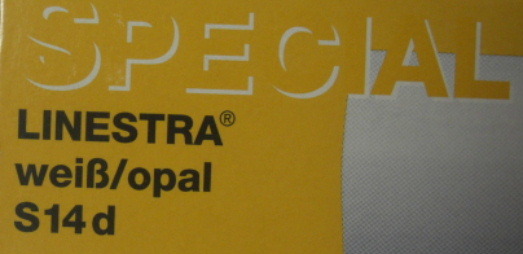 SPECIAL
LINESTRA®
weiß/opal
S14d